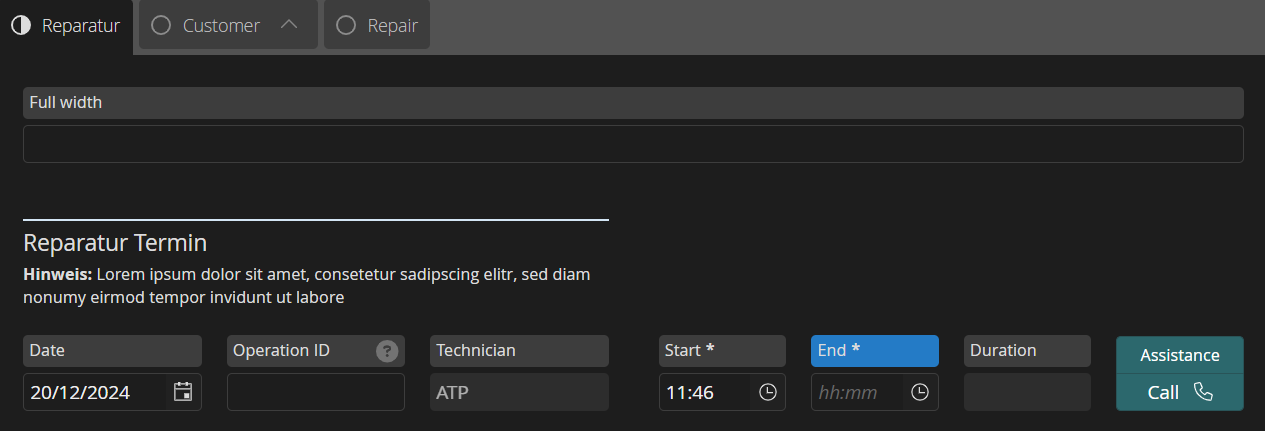 Reparatur Customer Repair
Full width
Reparatur Termin
Hinweis: Lorem ipsum dolor sit amet, consetetur sadipscing elitr, sed diam
nonumy eirmod tempor invidunt ut labore
Date Operation ID ? Technician Start * End * Duration Assistance
20/12/2024 ATP 11:46 hh:mm Call